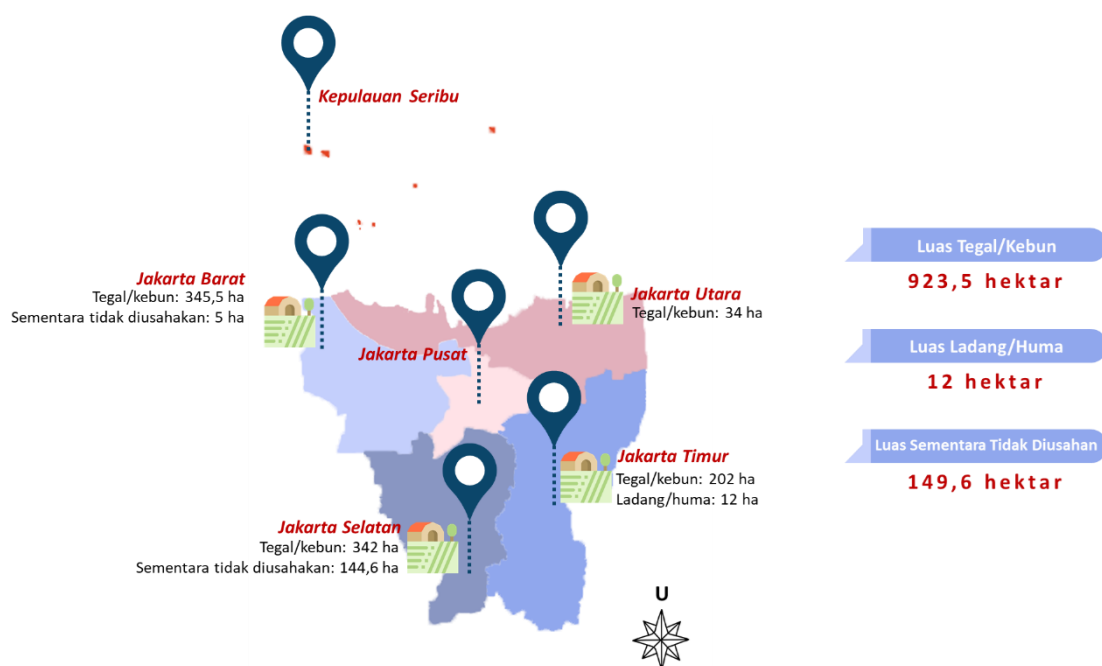 Kepulauan Seribu
Jakarta Barat
Tegal/kebun: 345,5 ha
Sementara tidak diusahakan: 5 ha
Jakarta Utara
Tegal/kebun: 34 ha
Jakarta Pusat
Jakarta Timur
Tegal/kebun: 202 ha
Ladang/huma: 12 ha
Jakarta Selatan
Tegal/kebun: 342 ha
Sementara tidak diusahakan: 144,6 ha
U
Luas Tegal/Kebun
923,5 hektar
Luas Ladang/Huma
12 hektar
Luas Sementara Tidak Diusahan
149,6 hektar